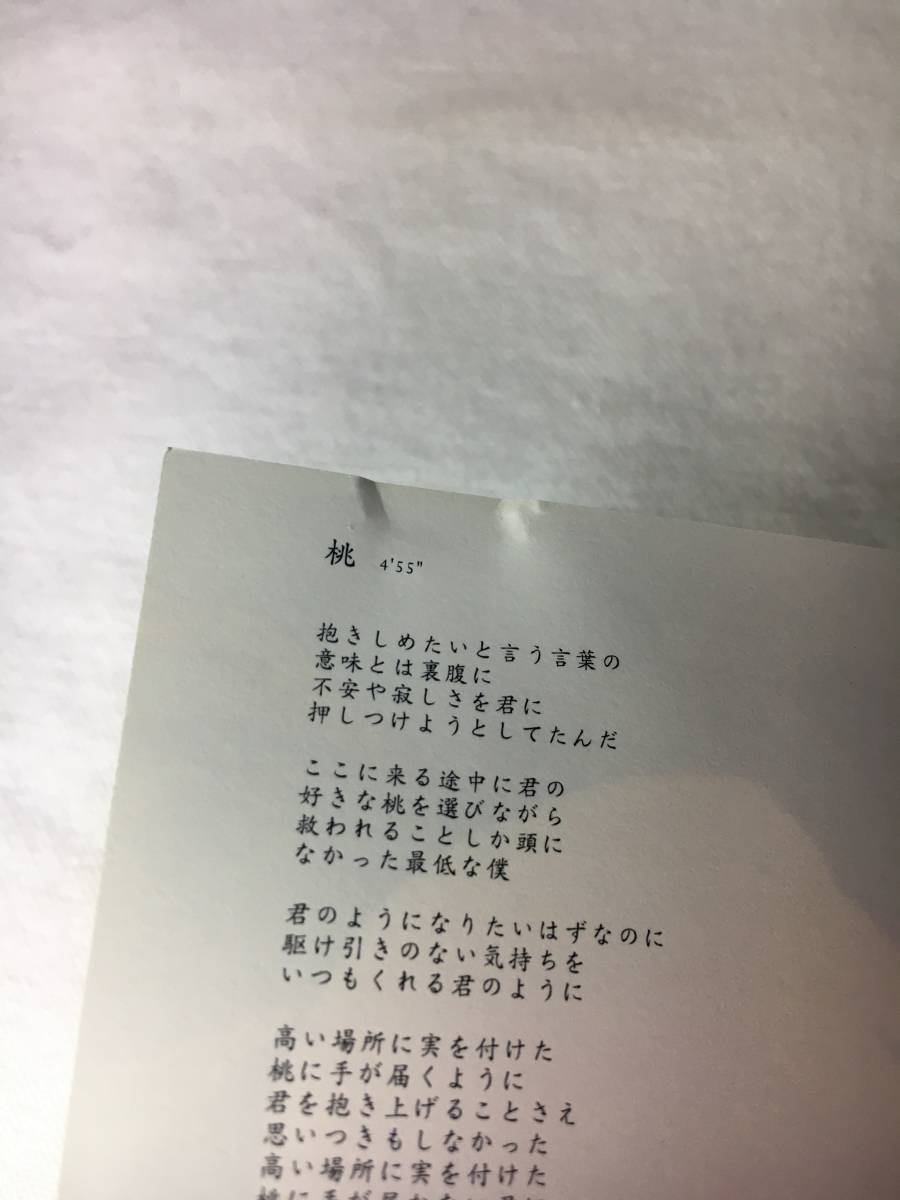 桃 4'55"
抱きしめたいと言う言葉の
意味とは裏腹に
不安や寂しさを君に
押しつけようとしてたんだ
ここに来る途中に君の
好きな桃を選びながら
救われることしか頭に
なかった最低な僕
君のようになりたいはずなのに
駆け引きのない気持ちを
いつもくれる君のように
高い場所に実を付けた
桃に手が届くように
君を抱き上げることさえ
思いつきもしなかった
高い場所に実を付けた